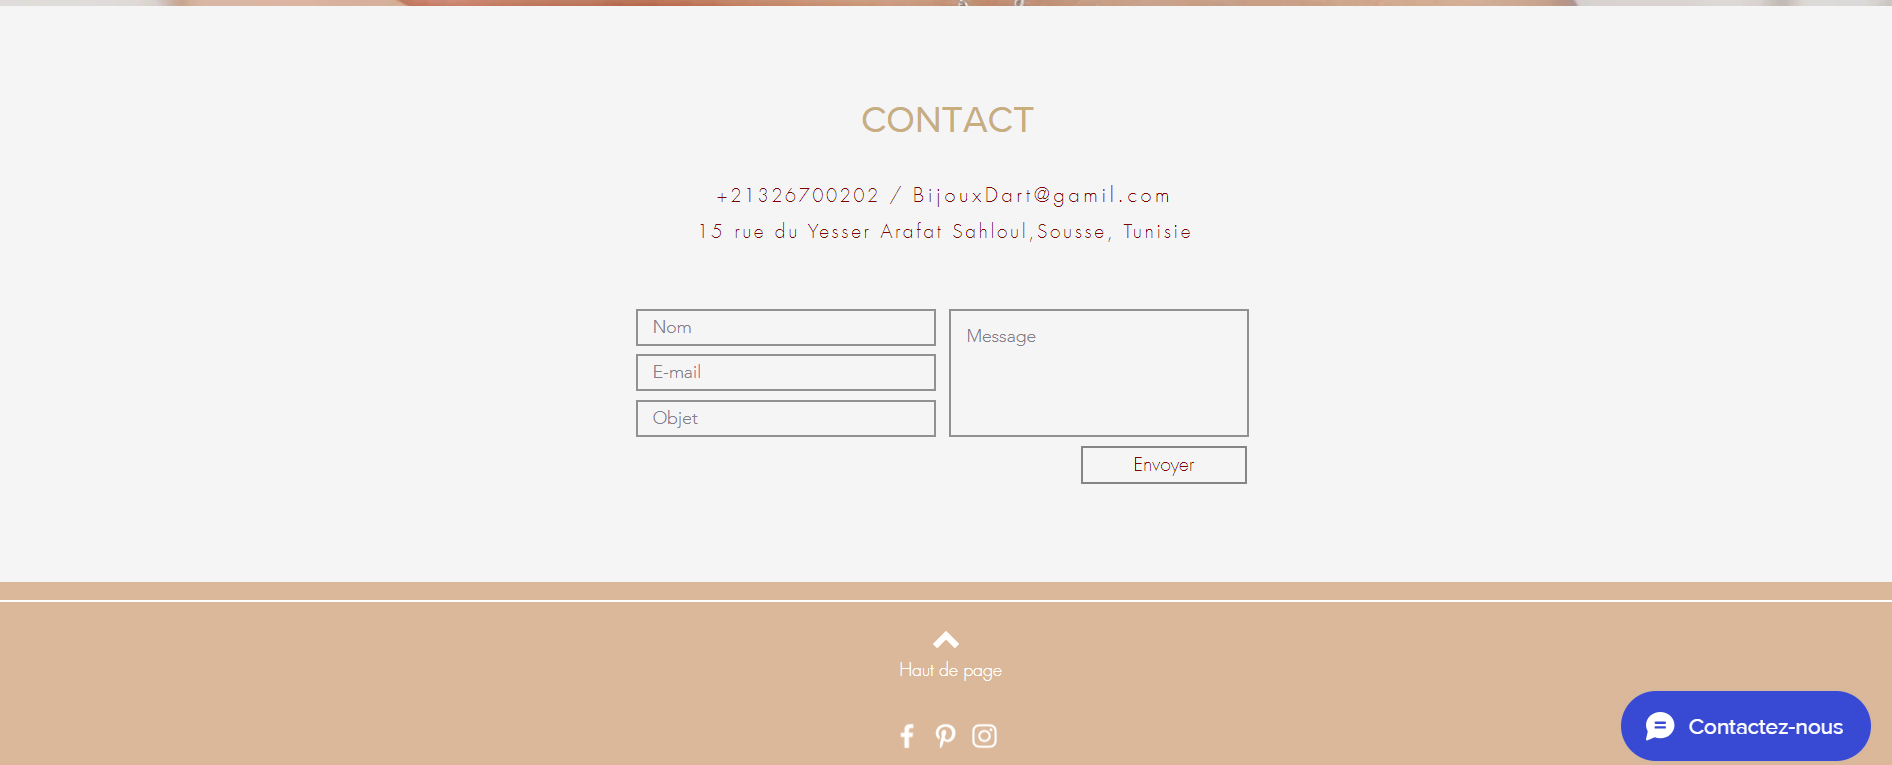 CONTACT
+21326700202 / BijouxDart@gamil.com
15 rue du Yesser Arafat Sahloul,Sousse, Tunisie
Nom
Message
E-mail
Objet
Envoyer
Haut de page
Contactez-nous